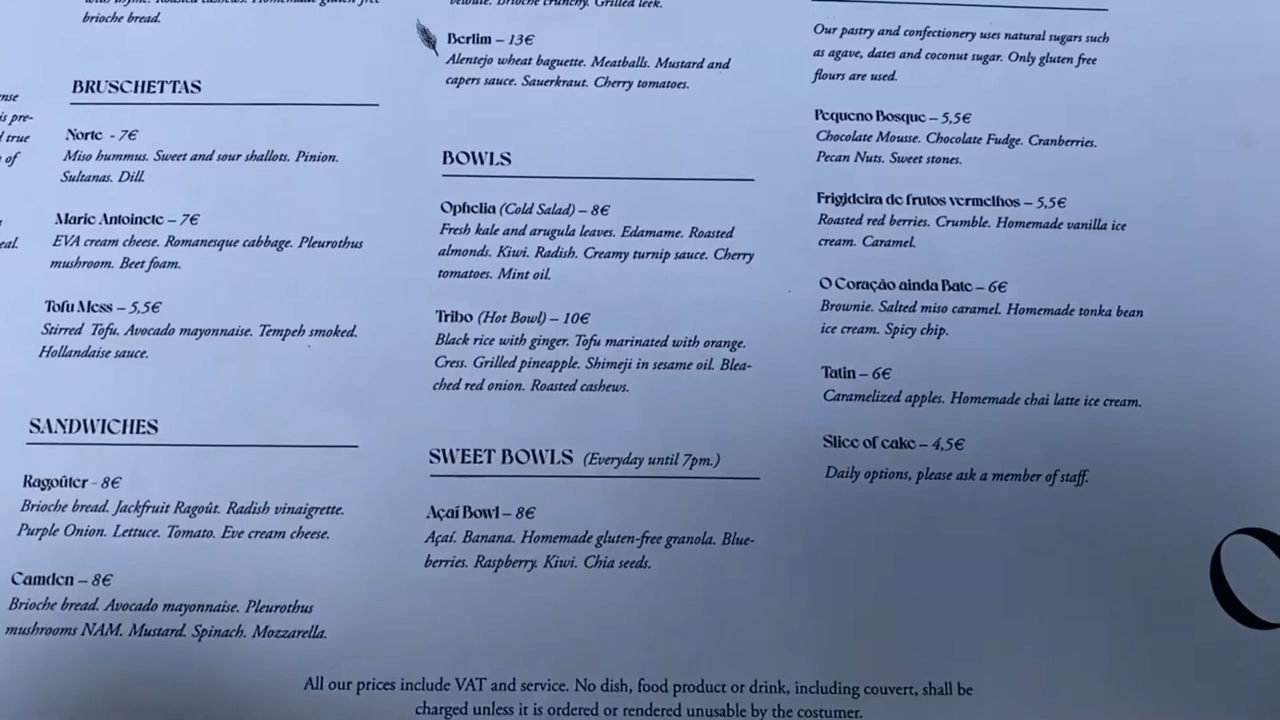 brioche bread.
BRUSCHETTAS
Norte - 7€
Miso hummus. Sweet and sour shallots. Pinion.
Sultanas. Dill.
Marie Antoinete – 7€
EVA cream cheese. Romanesque cabbage. Pleurothus
mushroom. Beet foam.
Tofu Mess – 5,5€
Stirred Tofu. Avocado mayonnaise. Tempeh smoked.
Hollandaise sauce.
SANDWICHES
Ragoûter - 8€
Brioche bread. Jackfruit Ragoût. Radish vinaigrette.
Purple Onion. Lettuce. Tomato. Eve cream cheese.
Camden – 8€
Brioche bread. Avocado mayonnaise. Pleurothus
mushrooms NAM. Mustard. Spinach. Mozzarella.
Brioche crunchy. Grilled leek.
Berlim – 13€
Alentejo wheat baguette. Meatballs. Mustard and
capers sauce. Sauerkraut. Cherry tomatoes.
BOWLS
Ophelia (Cold Salad) – 8€
Fresh kale and arugula leaves. Edamame. Roasted
almonds. Kiwi. Radish. Creamy turnip sauce. Cherry
tomatoes. Mint oil.
Tribo (Hot Bowl) – 10€
Black rice with ginger. Tofu marinated with orange.
Cress. Grilled pineapple. Shimeji in sesame oil. Blea-
ched red onion. Roasted cashews.
SWEET BOWLS (Everyday until 7pm.)
Açaí Bowl – 8€
Açaí. Banana. Homemade gluten-free granola. Blue-
berries. Raspberry. Kiwi. Chia seeds.
Our pastry and confectionery uses natural sugars such
as agave, dates and coconut sugar. Only gluten free
flours are used.
Pequeno Bosque – 5,5€
Chocolate Mousse. Chocolate Fudge. Cranberries.
Pecan Nuts. Sweet stones.
Frigideira de frutos vermelhos – 5,5€
Roasted red berries. Crumble. Homemade vanilla ice
cream. Caramel.
O Coração ainda Bate – 6€
Brownie. Salted miso caramel. Homemade tonka bean
ice cream. Spicy chip.
Tatin – 6€
Caramelized apples. Homemade chai latte ice cream.
Slice of cake – 4,5€
Daily options, please ask a member of staff.
All our prices include VAT and service. No dish, food product or drink, including couvert, shall be
charged unless it is ordered or rendered unusable by the costumer.